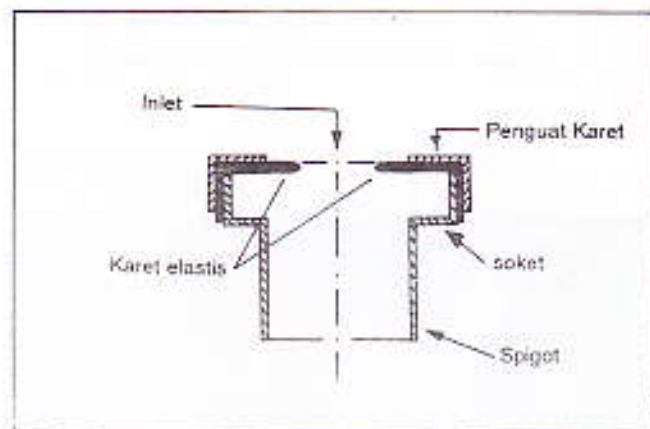 Inlet
Penguat Karet
Karet elastis
soket
Spigot